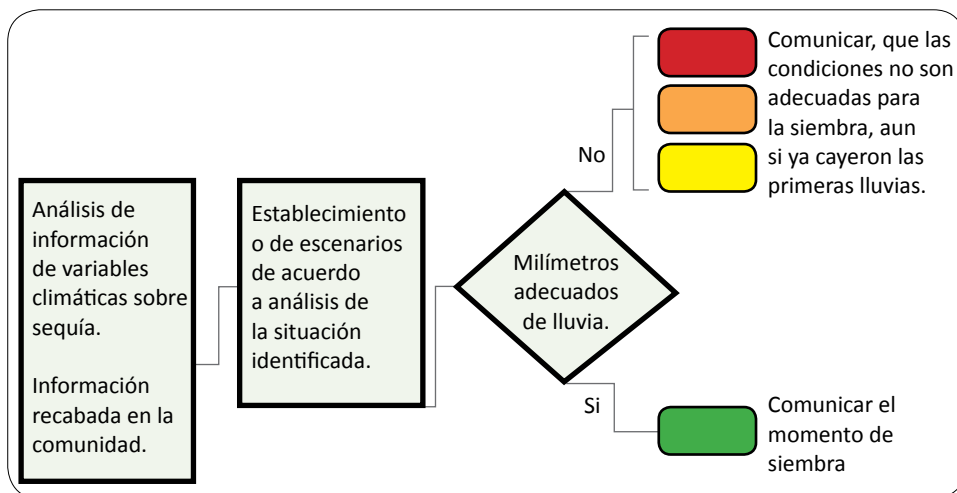 Análisis de
información
de variables
climáticas sobre
sequía.
Información
recabada en la
comunidad.
Establecimiento
o de escenarios
de acuerdo
a análisis de
la situación
identificada.
Milímetros
adecuados
de lluvia.
No
Comunicar, que las
condiciones no son
adecuadas para
la siembra, aun
si ya cayeron las
primeras lluvias.
Si
Comunicar el
momento de
siembra